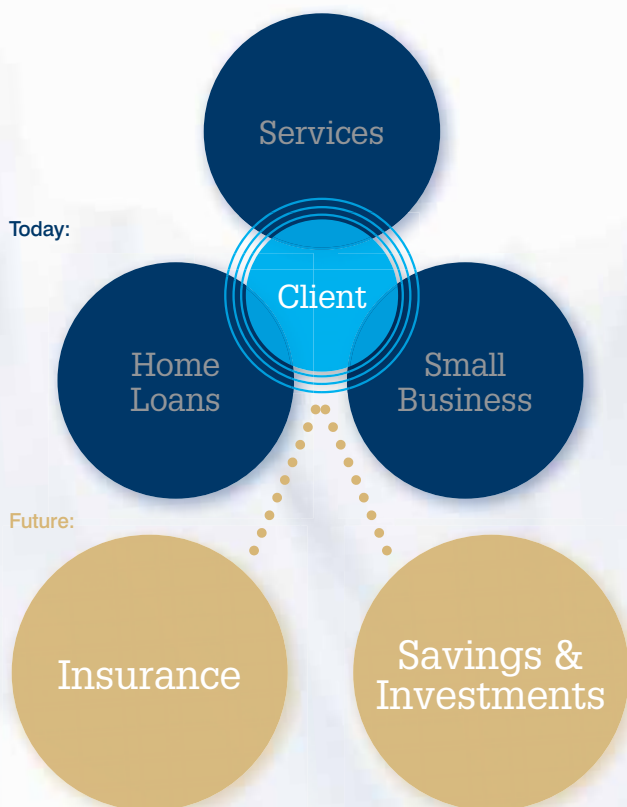 Services
Today:
Client
Home
Loans
Small
Business
Future:
Insurance
Savings &
Investments